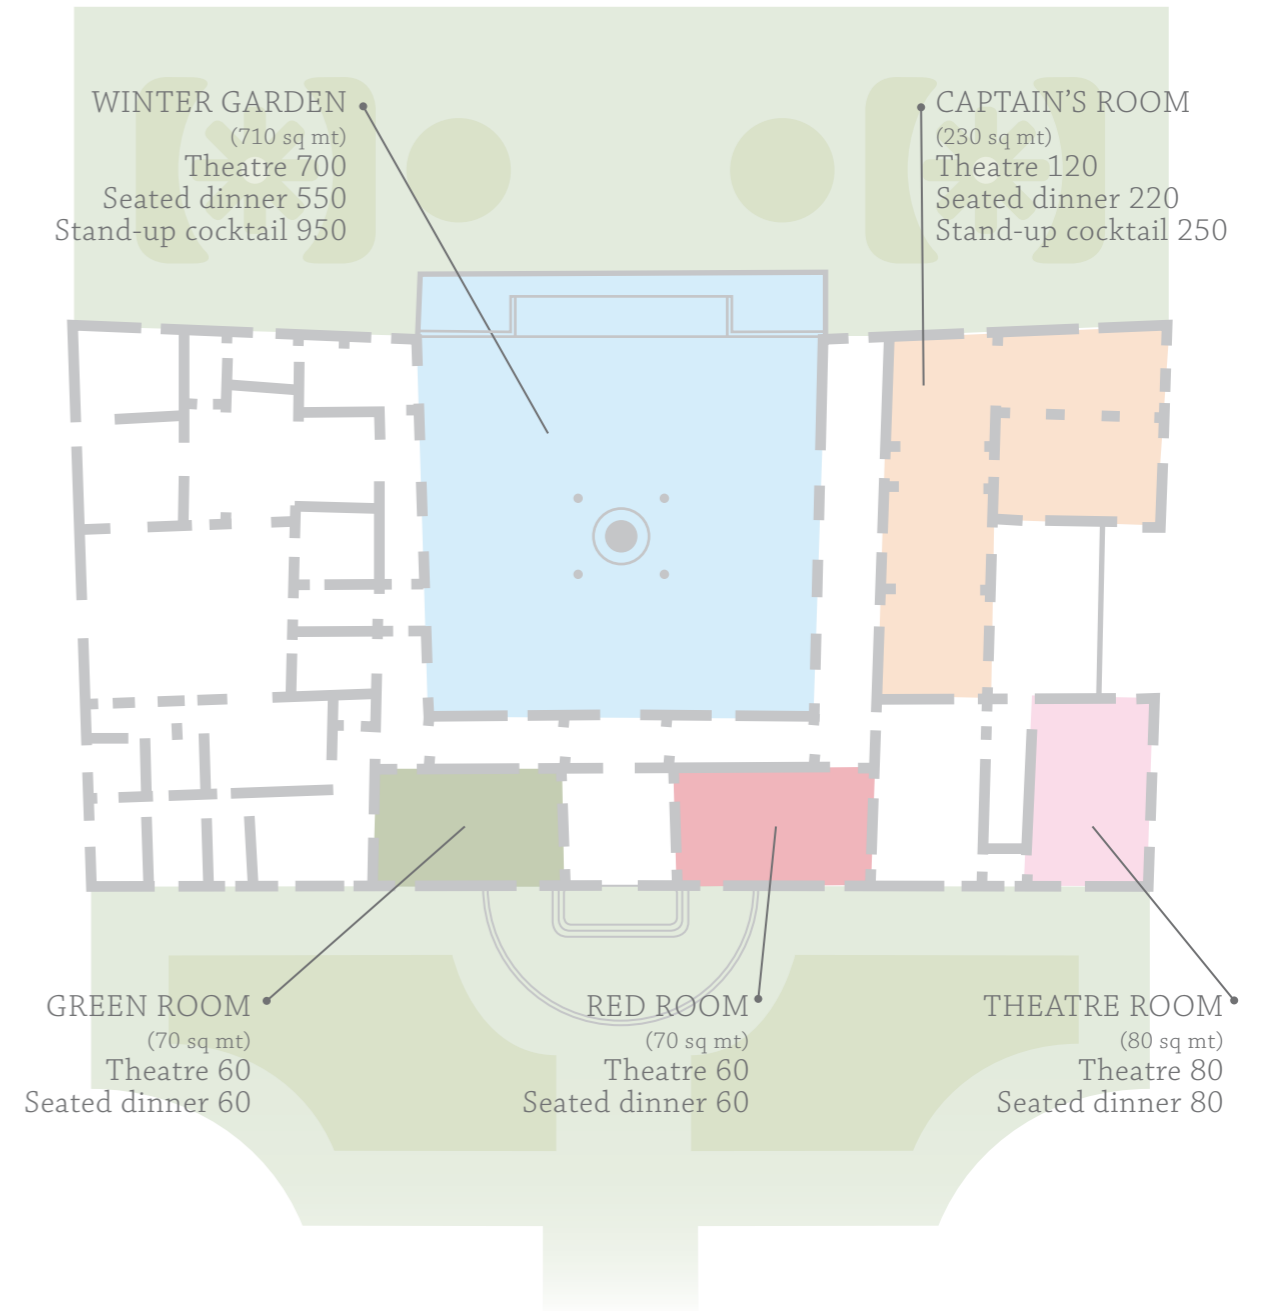 WINTER GARDEN
(710 sq mt)
Theatre 700
Seated dinner 550
Stand-up cocktail 950
CAPTAIN'S ROOM
(230 sq mt)
Theatre 120
Seated dinner 220
Stand-up cocktail 250
GREEN ROOM
(70 sq mt)
Theatre 60
Seated dinner 60
RED ROOM
(70 sq mt)
Theatre 60
Seated dinner 60
THEATRE ROOM
(80 sq mt)
Theatre 80
Seated dinner 80